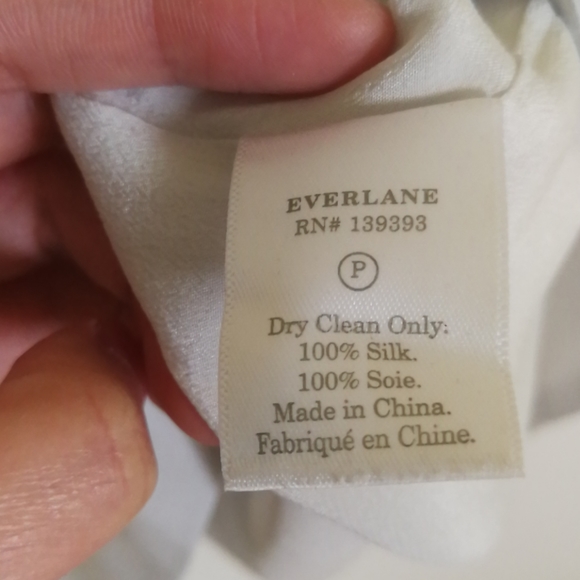 EVERLANE
RN# 139393
P
Dry Clean Only:
100% Silk.
100% Soie.
Made in China.
Fabriqué en Chine.